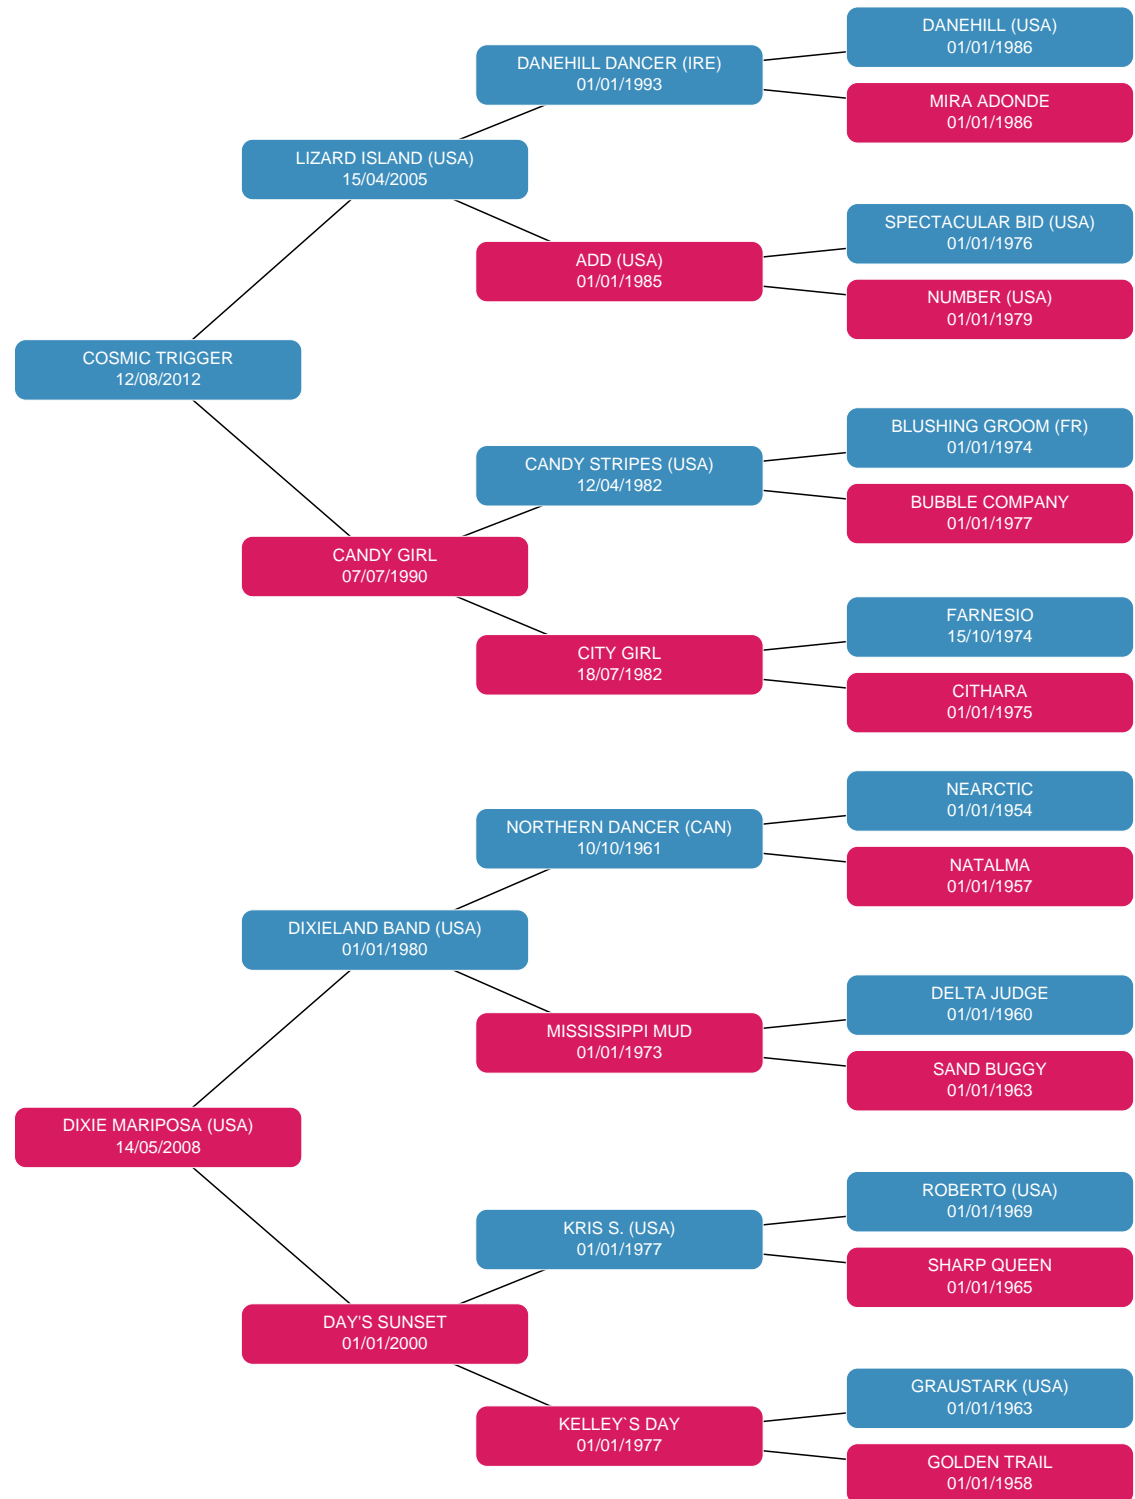 DANEHILL (USA)
01/01/1986
DANEHILL DANCER (IRE)
01/01/1993
MIRA ADONDE
01/01/1986
LIZARD ISLAND (USA)
15/04/2005
SPECTACULAR BID (USA)
01/01/1976
ADD (USA)
01/01/1985
NUMBER (USA)
01/01/1979
COSMIC TRIGGER
12/08/2012
BLUSHING GROOM (FR)
01/01/1974
CANDY STRIPES (USA)
12/04/1982
BUBBLE COMPANY
01/01/1977
CANDY GIRL
07/07/1990
FARNESIO
15/10/1974
CITY GIRL
18/07/1982
CITHARA
01/01/1975
NEARCTIC
01/01/1954
NORTHERN DANCER (CAN)
10/10/1961
NATALMA
01/01/1957
DIXIELAND BAND (USA)
01/01/1980
DELTA JUDGE
01/01/1960
MISSISSIPPI MUD
01/01/1973
SAND BUGGY
01/01/1963
DIXIE MARIPOSA (USA)
14/05/2008
ROBERTO (USA)
01/01/1969
KRIS S. (USA)
01/01/1977
SHARP QUEEN
01/01/1965
DAY'S SUNSET
01/01/2000
GRAUSTARK (USA)
01/01/1963
KELLEY`S DAY
01/01/1977
GOLDEN TRAIL
01/01/1958